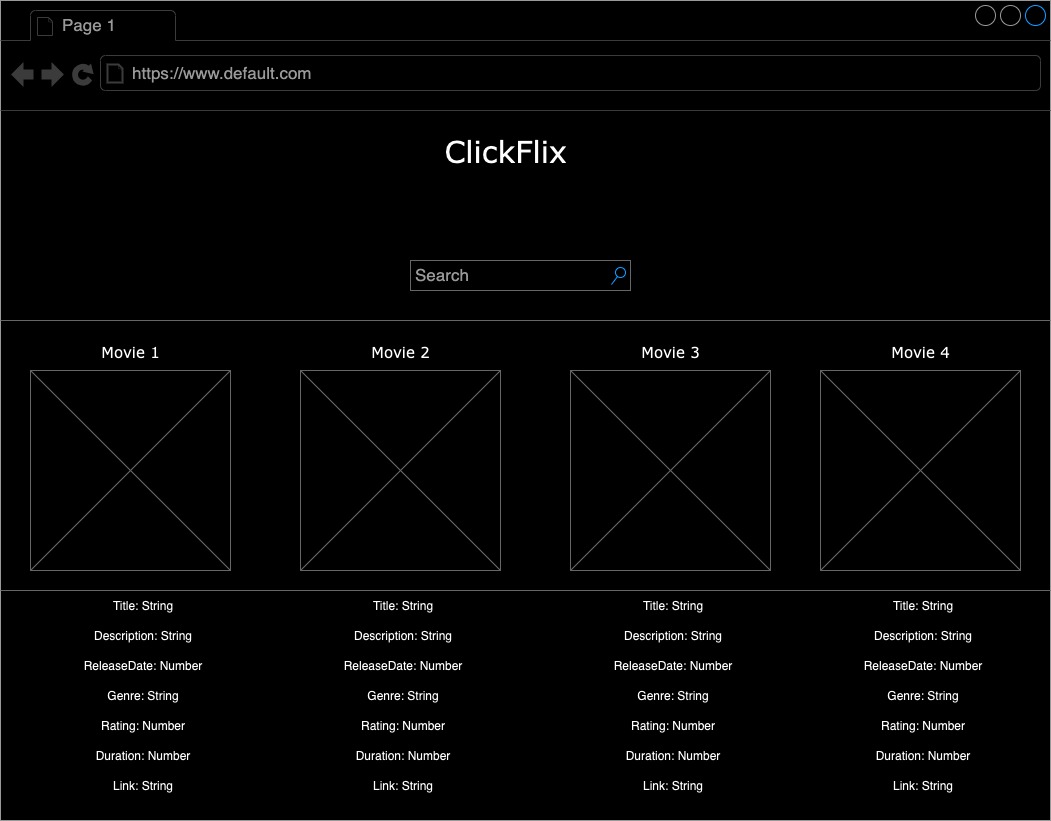 Page 1
https://www.default.com
ClickFlix
Search
Movie 1 Movie 2 Movie 3 Movie 4
Title: String Title: String Title: String Title: String
Description: String Description: String Description: String Description: String
ReleaseDate: Number ReleaseDate: Number ReleaseDate: Number ReleaseDate: Number
Genre: String Genre: String Genre: String Genre: String
Rating: Number Rating: Number Rating: Number Rating: Number
Duration: Number Duration: Number Duration: Number Duration: Number
Link: String Link: String Link: String Link: String